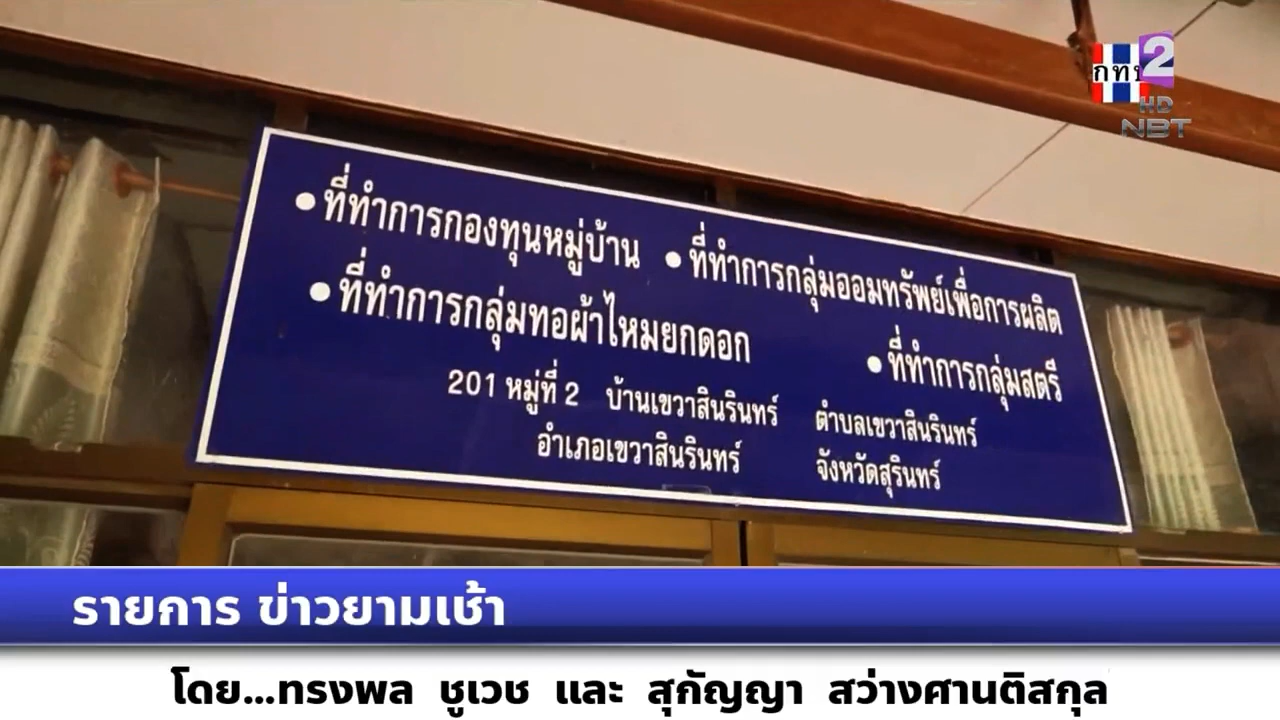 กทบ 2
HD
NBT
• ที่ทำการกองทุนหมู่บ้าน • ที่ทำการกลุ่มออมทรัพย์เพื่อการผลิต
• ที่ทำการกลุ่มทอผ้าไหมยกดอก • ที่ทำการกลุ่มสตรี
201 หมู่ที่ 2 บ้านเขวาสินรินทร์ ตำบลเขวาสินรินทร์
อำเภอเขวาสินรินทร์ จังหวัดสุรินทร์
รายการ ข่าวยามเช้า
โดย...ทรงพล ชูเวช และ สุกัญญา สว่างศานติสกุล